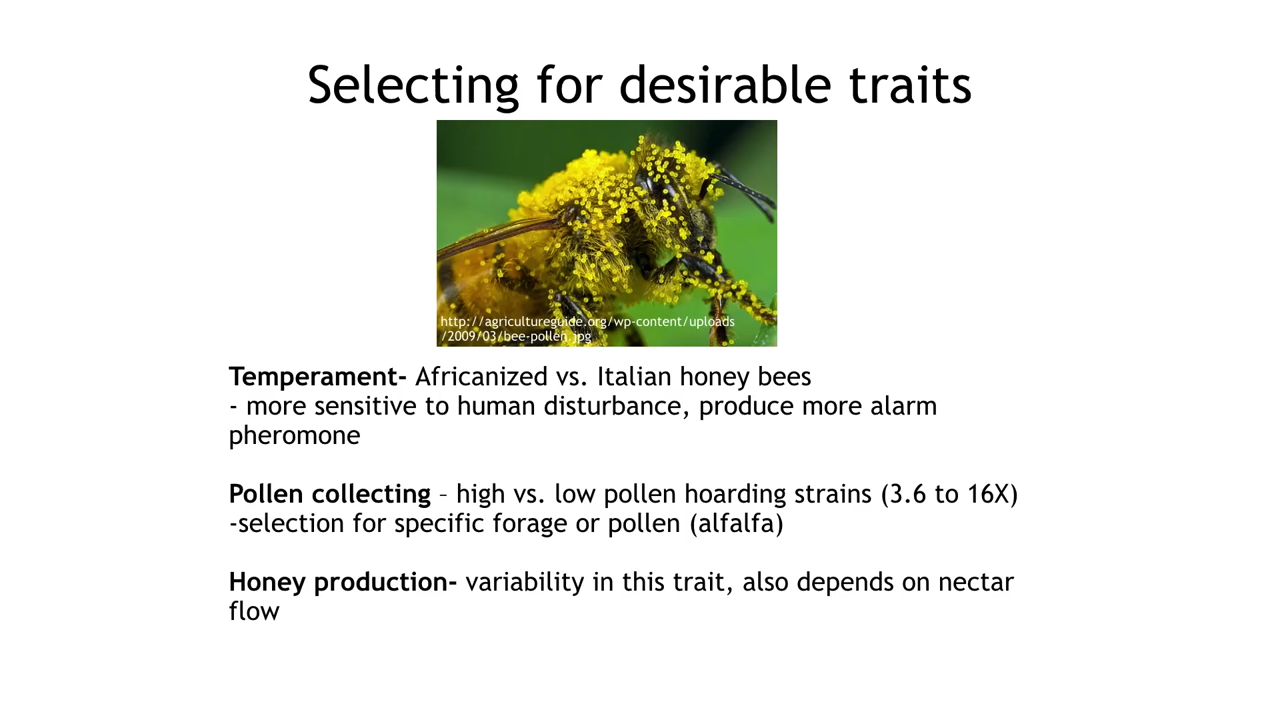 Selecting for desirable traits
http://agricultureguide.org/wp-content/uploads
/2009/03/bee-pollen.jpg
Temperament- Africanized vs. Italian honey bees
- more sensitive to human disturbance, produce more alarm
pheromone
Pollen collecting – high vs. low pollen hoarding strains (3.6 to 16X)
-selection for specific forage or pollen (alfalfa)
Honey production- variability in this trait, also depends on nectar
flow